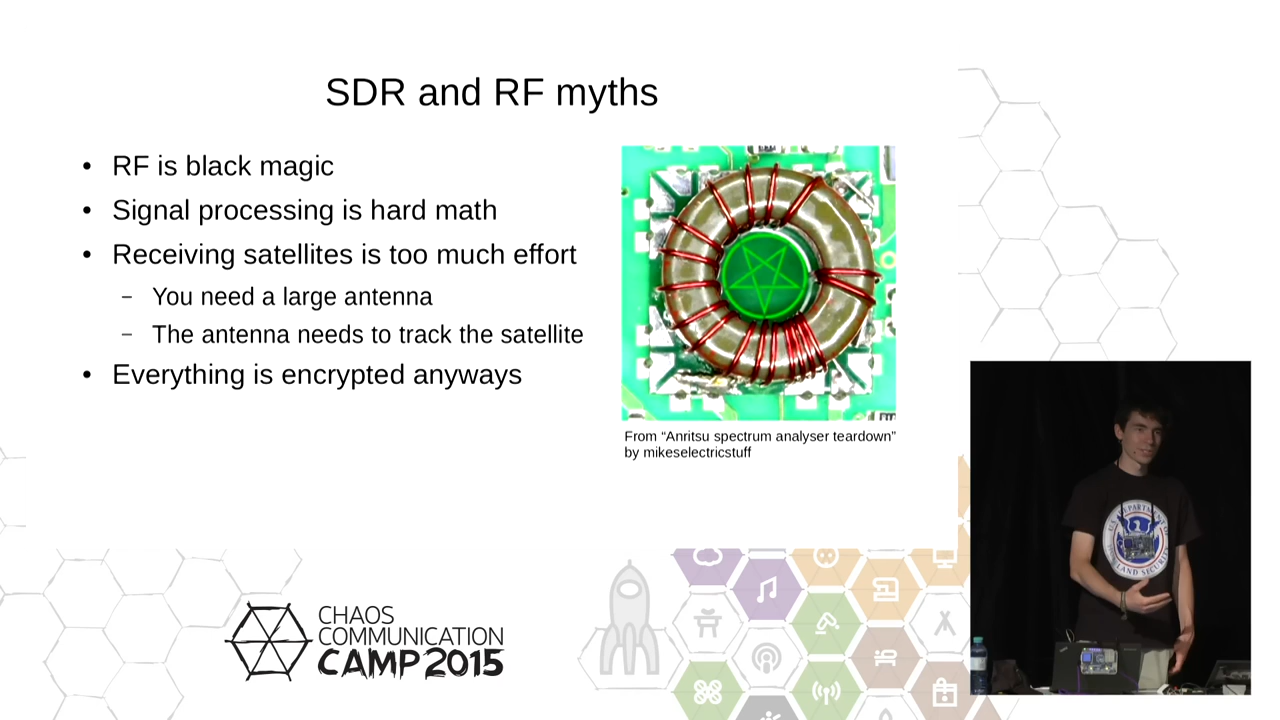 SDR and RF myths
• RF is black magic
• Signal processing is hard math
• Receiving satellites is too much effort
– You need a large antenna
– The antenna needs to track the satellite
• Everything is encrypted anyways
From “Anritsu spectrum analyser teardown”
by mikeselectricstuff
CHAOS
COMMUNICATION
CAMP 2015